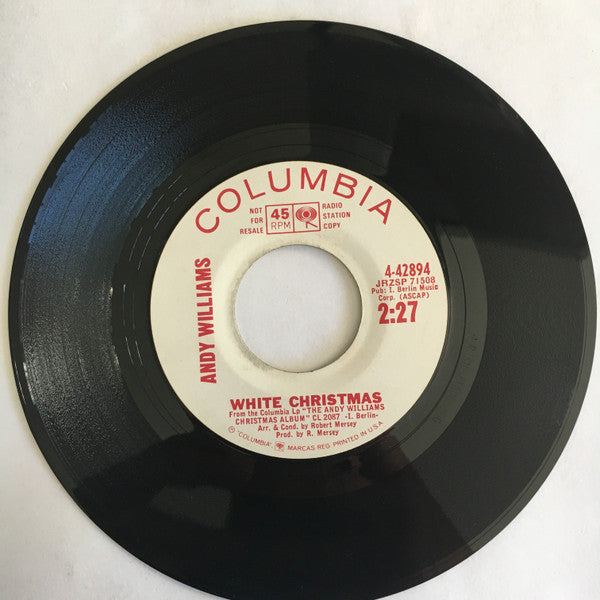 COLUMBIA
NOT
FOR
RESALE
45
RPM
RADIO
STATION
COPY
ANDY WILLIAMS
4-42894
JRZSP 71508
Pub: I. Berlin Music
Corp. (ASCAP)
2:27
WHITE CHRISTMAS
From the Columbia Lp "THE ANDY WILLIAMS
CHRISTMAS ALBUM" CL 2087 -I. Berlin-
Arr. & Cond. by Robert Mersey
Prod. by R. Mersey
℗ "COLUMBIA" MARCAS REG. PRINTED IN U.S.A.